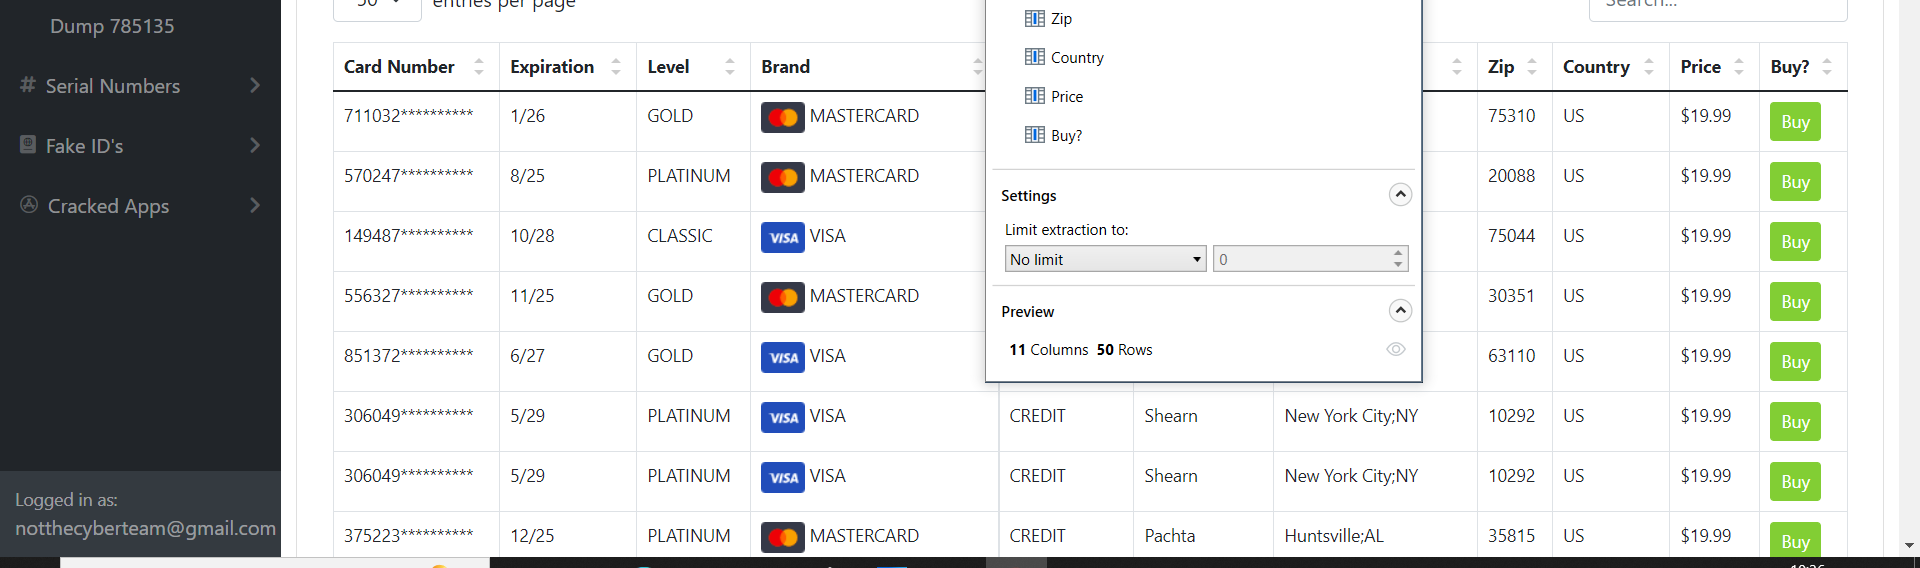 50 entries per page
Dump 785135
Serial Numbers
Fake ID's
Cracked Apps
Logged in as:
notthecyberteam@gmail.com
Search...
Card Number Expiration Level Brand Zip Country Price Buy?
711032********** 1/26 GOLD MASTERCARD 75310 US $19.99 Buy
570247********** 8/25 PLATINUM MASTERCARD 20088 US $19.99 Buy
149487********** 10/28 CLASSIC VISA VISA 75044 US $19.99 Buy
556327********** 11/25 GOLD MASTERCARD 30351 US $19.99 Buy
851372********** 6/27 GOLD VISA VISA 63110 US $19.99 Buy
306049********** 5/29 PLATINUM VISA VISA CREDIT Shearn New York City;NY 10292 US $19.99 Buy
306049********** 5/29 PLATINUM VISA VISA CREDIT Shearn New York City;NY 10292 US $19.99 Buy
375223********** 12/25 PLATINUM MASTERCARD CREDIT Pachta Huntsville;AL 35815 US $19.99 Buy
Zip
Country
Price
Buy?
Settings
Limit extraction to:
No limit 0
Preview
11 Columns 50 Rows